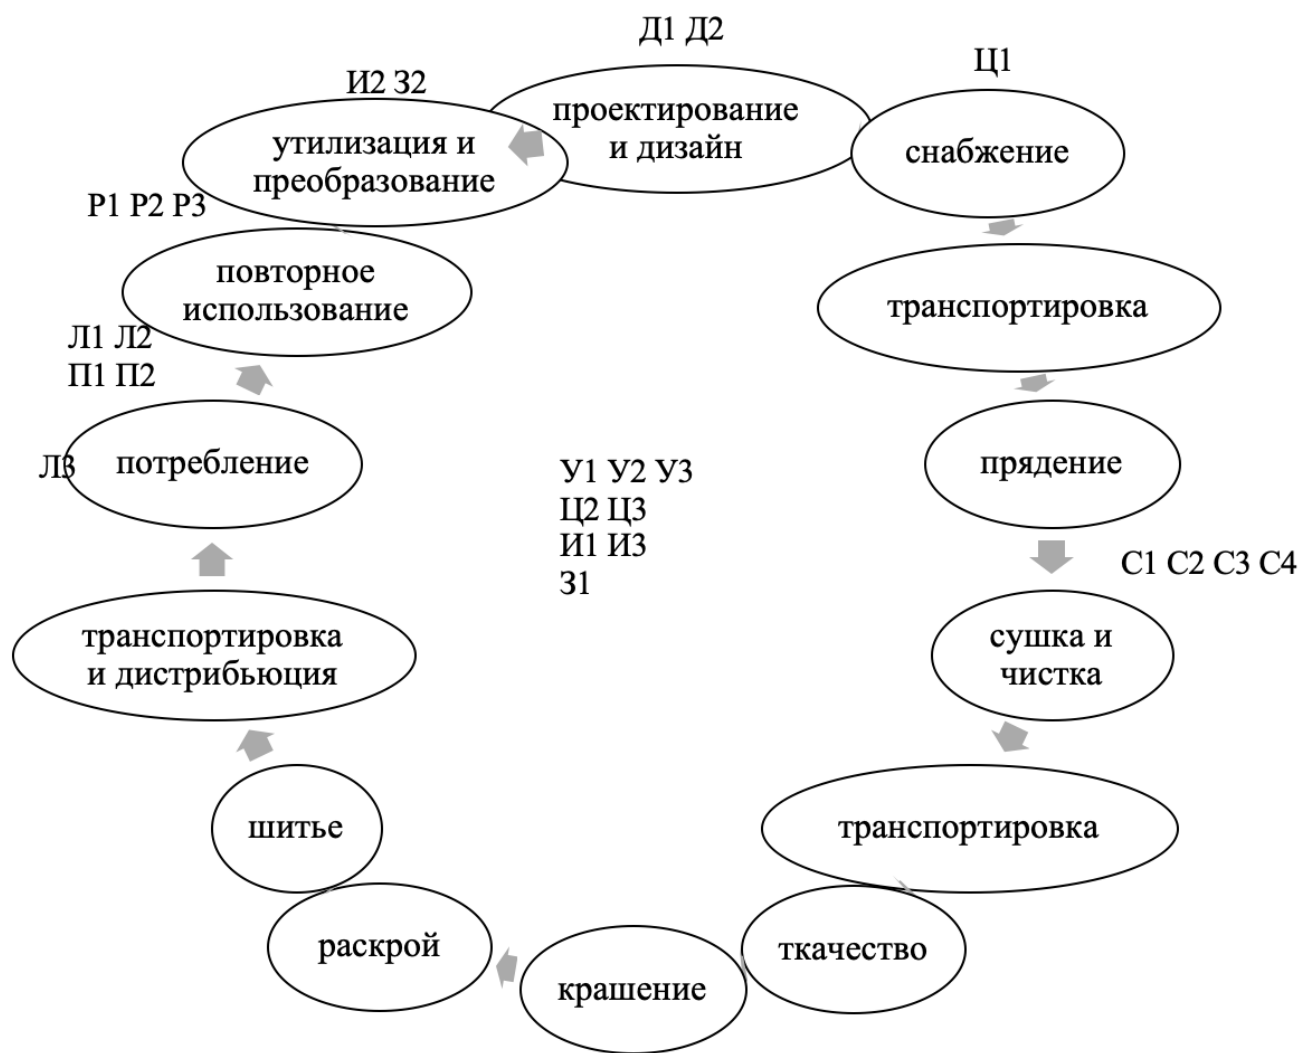 Д1 Д2
проектирование
и дизайн
Ц1
снабжение
транспортировка
прядение
С1 С2 С3 С4
сушка и
чистка
транспортировка
ткачество
крашение
раскрой
шитье
транспортировка
и дистрибьюция
Л3
потребление
Л1 Л2
П1 П2
повторное
использование
Р1 Р2 Р3
И2 З2
утилизация и
преобразование
У1 У2 У3
Ц2 Ц3
И1 И3
З1